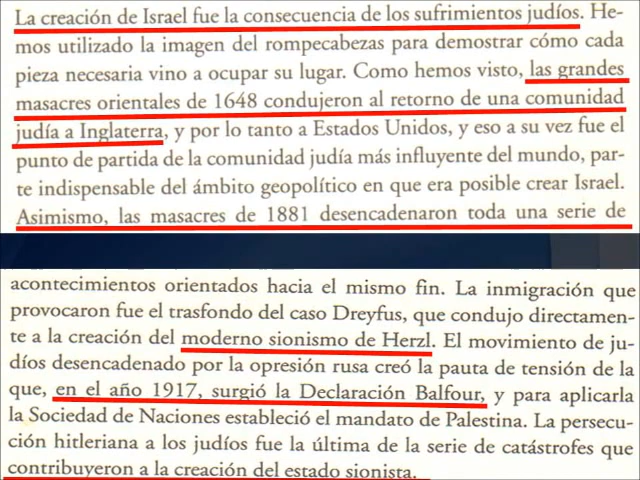 La creación de Israel fue la consecuencia de los sufrimientos judíos. He-
mos utilizado la imagen del rompecabezas para demostrar cómo cada
pieza necesaria vino a ocupar su lugar. Como hemos visto, las grandes
masacres orientales de 1648 condujeron al retorno de una comunidad
judía a Inglaterra, y por lo tanto a Estados Unidos, y eso a su vez fue el
punto de partida de la comunidad judía más influyente del mundo, par-
te indispensable del ámbito geopolítico en que era posible crear Israel.
Asimismo, las masacres de 1881 desencadenaron toda una serie de
acontecimientos orientados hacia el mismo fin. La inmigración que
provocaron fue el trasfondo del caso Dreyfus, que condujo directamen-
te a la creación del moderno sionismo de Herzl. El movimiento de ju-
díos desencadenado por la opresión rusa creó la pauta de tensión de la
que, en el año 1917, surgió la Declaración Balfour, y para aplicarla
la Sociedad de Naciones estableció el mandato de Palestina. La persecu-
ción hitleriana a los judíos fue la última de la serie de catástrofes que
contribuyeron a la creación del estado sionista.